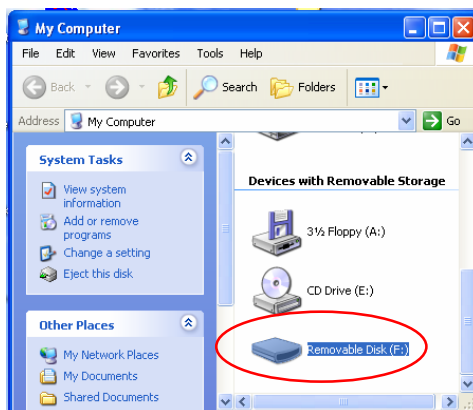 My Computer
File Edit View Favorites Tools Help
Back Search Folders
Address My Computer Go
System Tasks
View system
information
Add or remove
programs
Change a setting
Eject this disk
Other Places
My Network Places
My Documents
Shared Documents
Devices with Removable Storage
3½ Floppy (A:)
CD Drive (E:)
Removable Disk (F:)